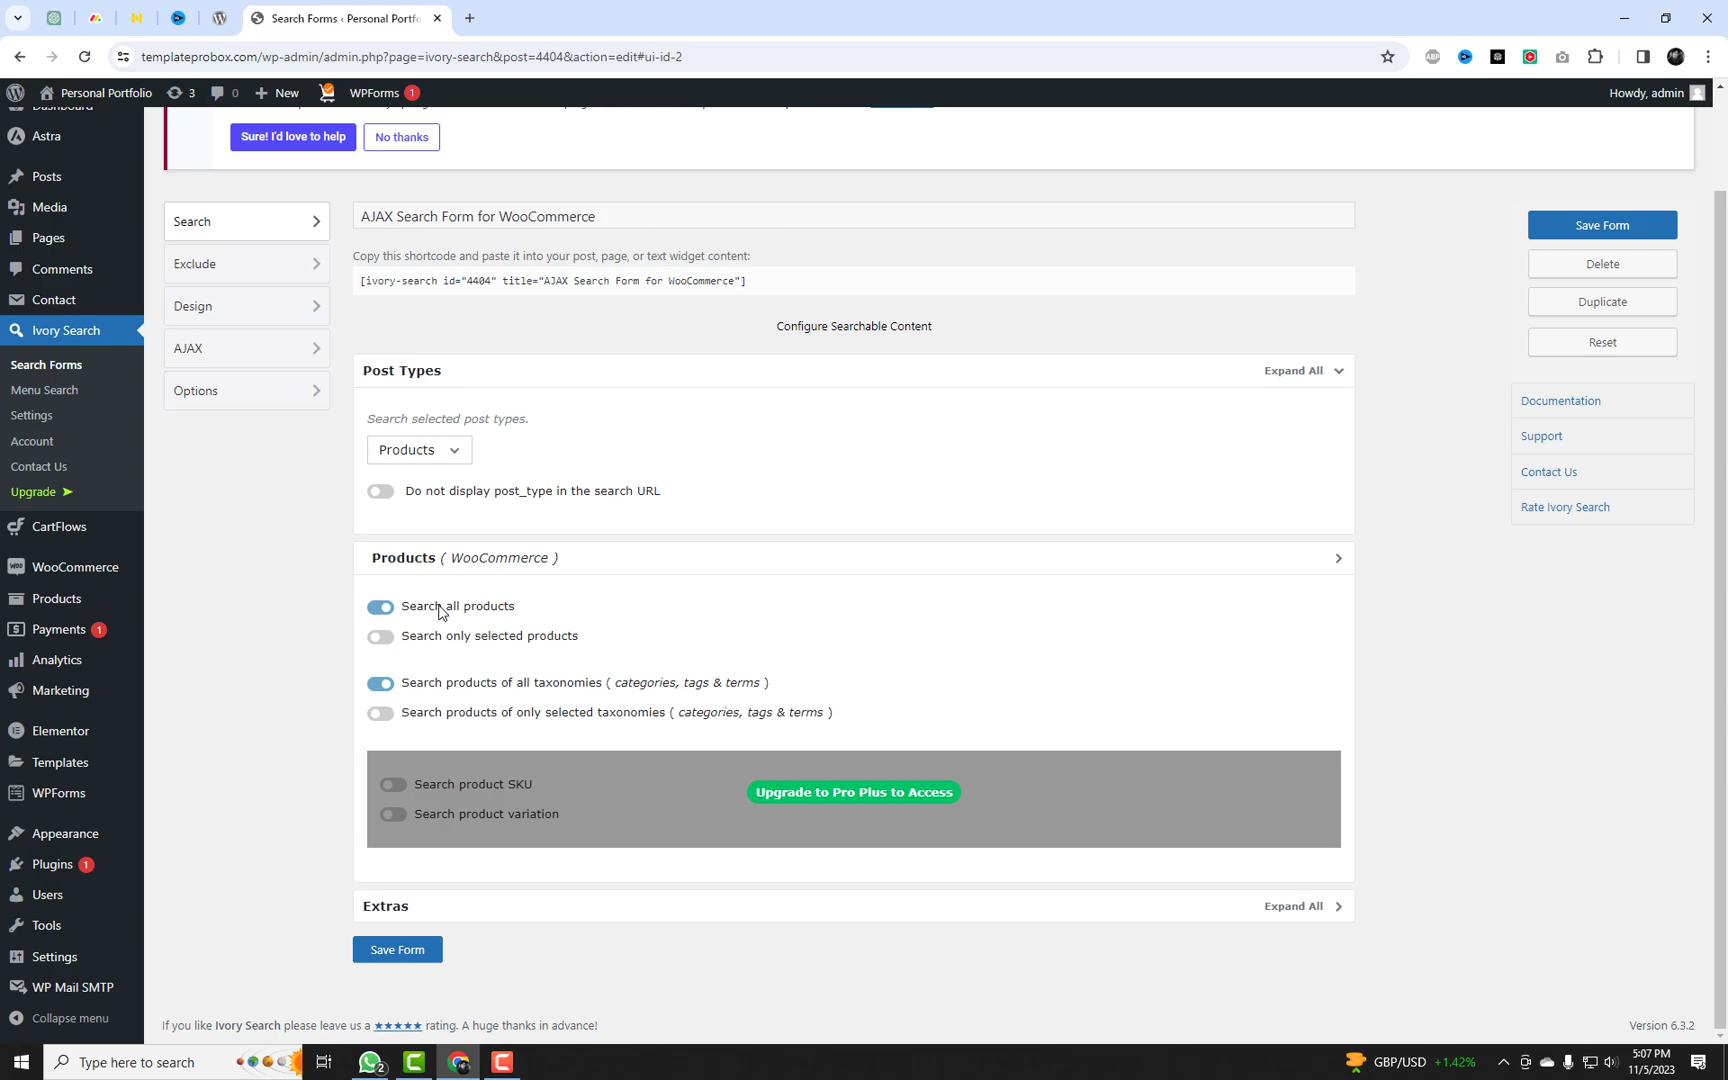 Search Forms ‹ Personal Portfo
templateprobox.com/wp-admin/admin.php?page=ivory-search&post=4404&action=edit#ui-id-2
Personal Portfolio
3
0
New
WPForms 1
Howdy, admin
Astra
Posts
Media
Pages
Comments
Contact
Ivory Search
Search Forms
Menu Search
Settings
Account
Contact Us
Upgrade ➤
CartFlows
WooCommerce
Products
Payments 1
Analytics
Marketing
Elementor
Templates
WPForms
Appearance
Plugins 1
Users
Tools
Settings
WP Mail SMTP
Collapse menu
Sure! I'd love to help
No thanks
Search
Exclude
Design
AJAX
Options
AJAX Search Form for WooCommerce
Copy this shortcode and paste it into your post, page, or text widget content:
[ivory-search id="4404" title="AJAX Search Form for WooCommerce"]
Configure Searchable Content
Post Types
Expand All
Search selected post types.
Products
Do not display post_type in the search URL
Products ( WooCommerce )
Search all products
Search only selected products
Search products of all taxonomies ( categories, tags & terms )
Search products of only selected taxonomies ( categories, tags & terms )
Search product SKU
Search product variation
Upgrade to Pro Plus to Access
Extras
Expand All
Save Form
Save Form
Delete
Duplicate
Reset
Documentation
Support
Contact Us
Rate Ivory Search
If you like Ivory Search please leave us a ★★★★★ rating. A huge thanks in advance!
Version 6.3.2
Type here to search
2
GBP/USD +1.42%
5:07 PM
11/5/2023